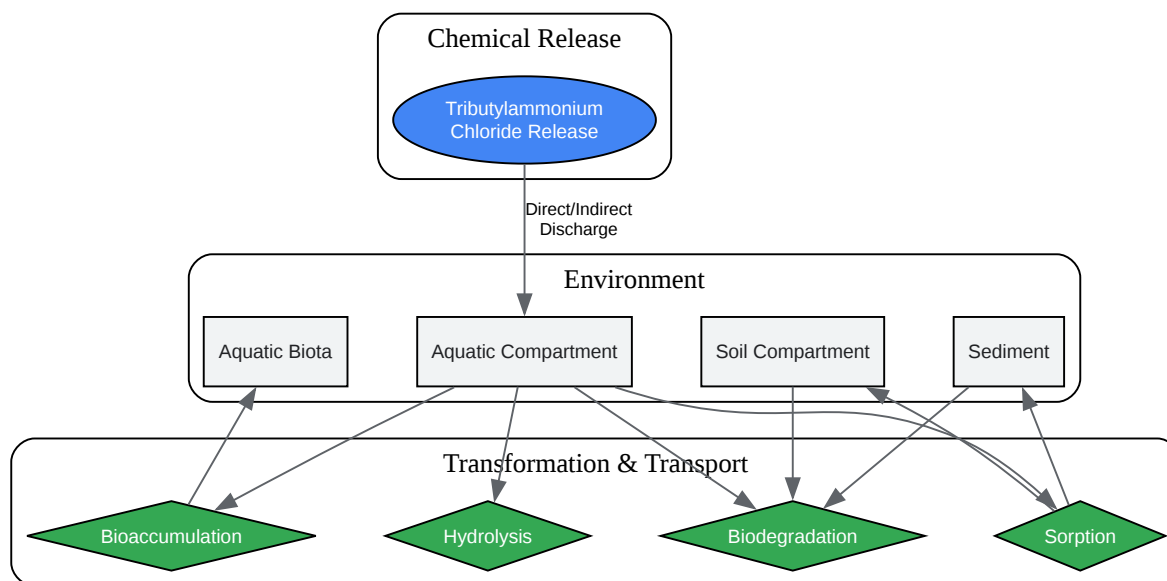 Chemical Release
Tributylammonium
Chloride Release
Direct/Indirect
Discharge
Environment
Aquatic Biota
Aquatic Compartment
Soil Compartment
Sediment
Transformation & Transport
Bioaccumulation
Hydrolysis
Biodegradation
Sorption